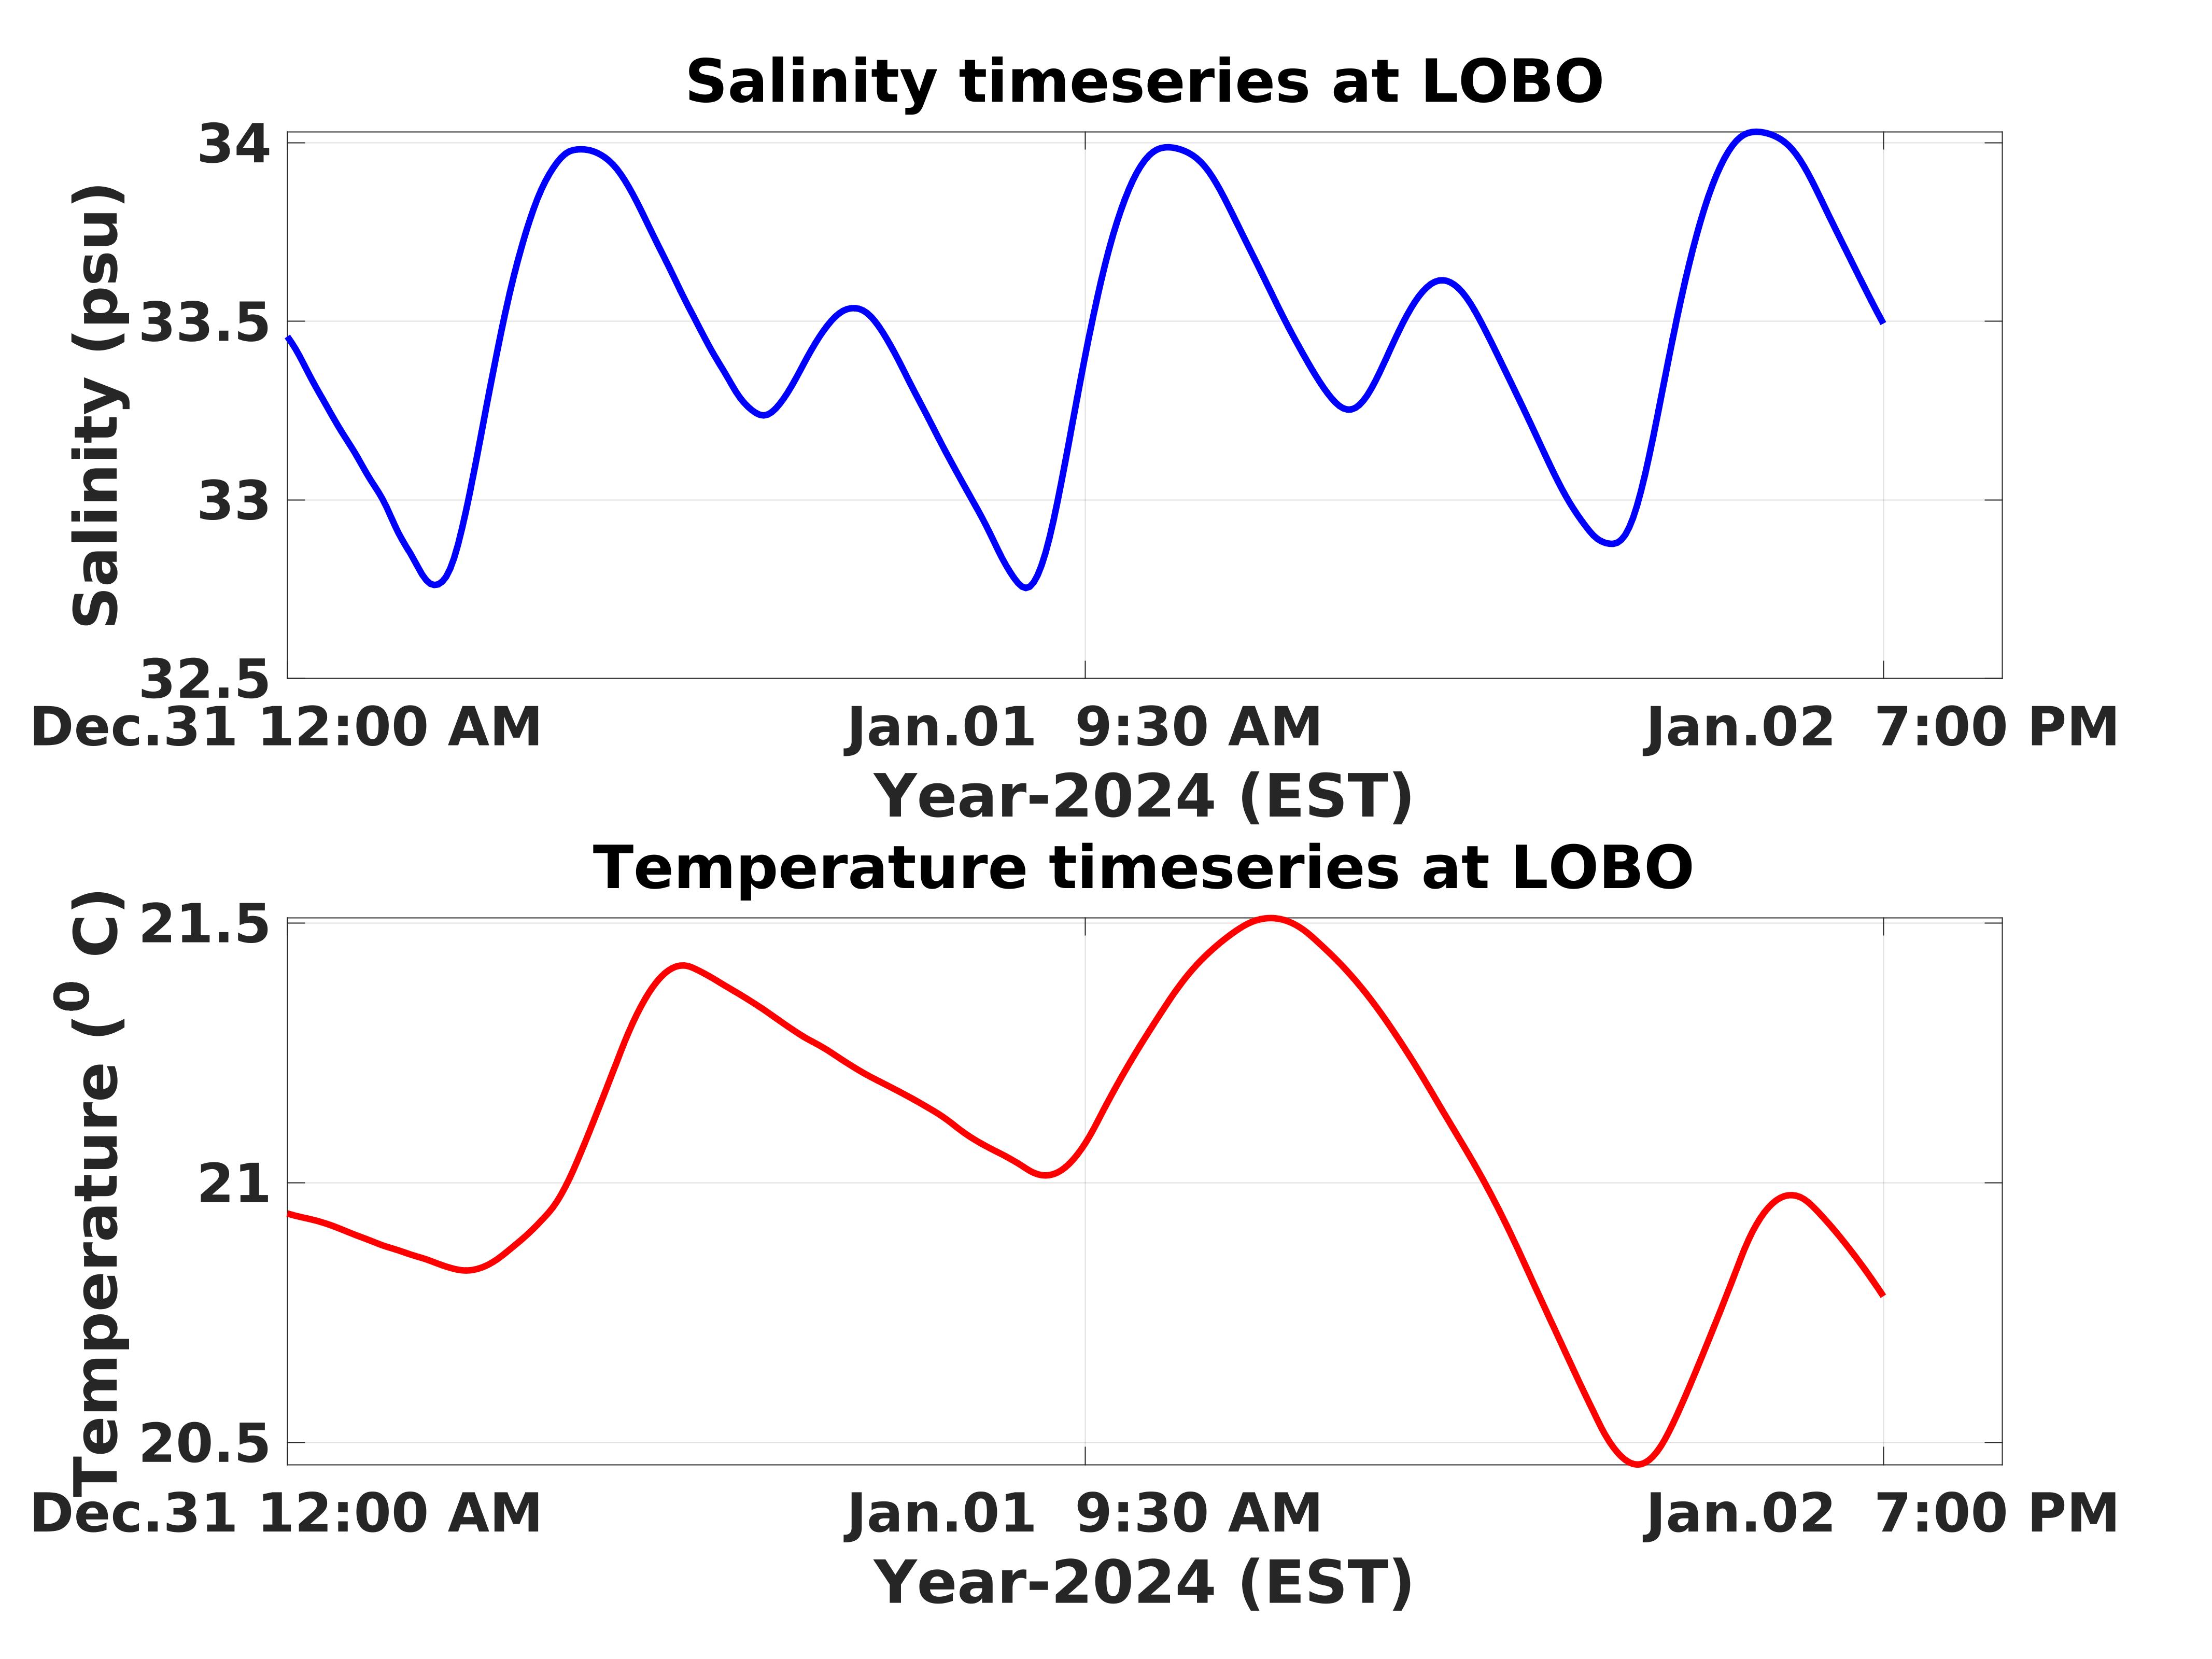 Salinity timeseries at LOBO
Salinity (psu)
34
33.5
33
32.5
Dec.31 12:00 AM
Jan.01  9:30 AM
Jan.02  7:00 PM
Year-2024 (EST)
Temperature timeseries at LOBO
Temperature (⁰ C)
21.5
21
20.5
Dec.31 12:00 AM
Jan.01  9:30 AM
Jan.02  7:00 PM
Year-2024 (EST)